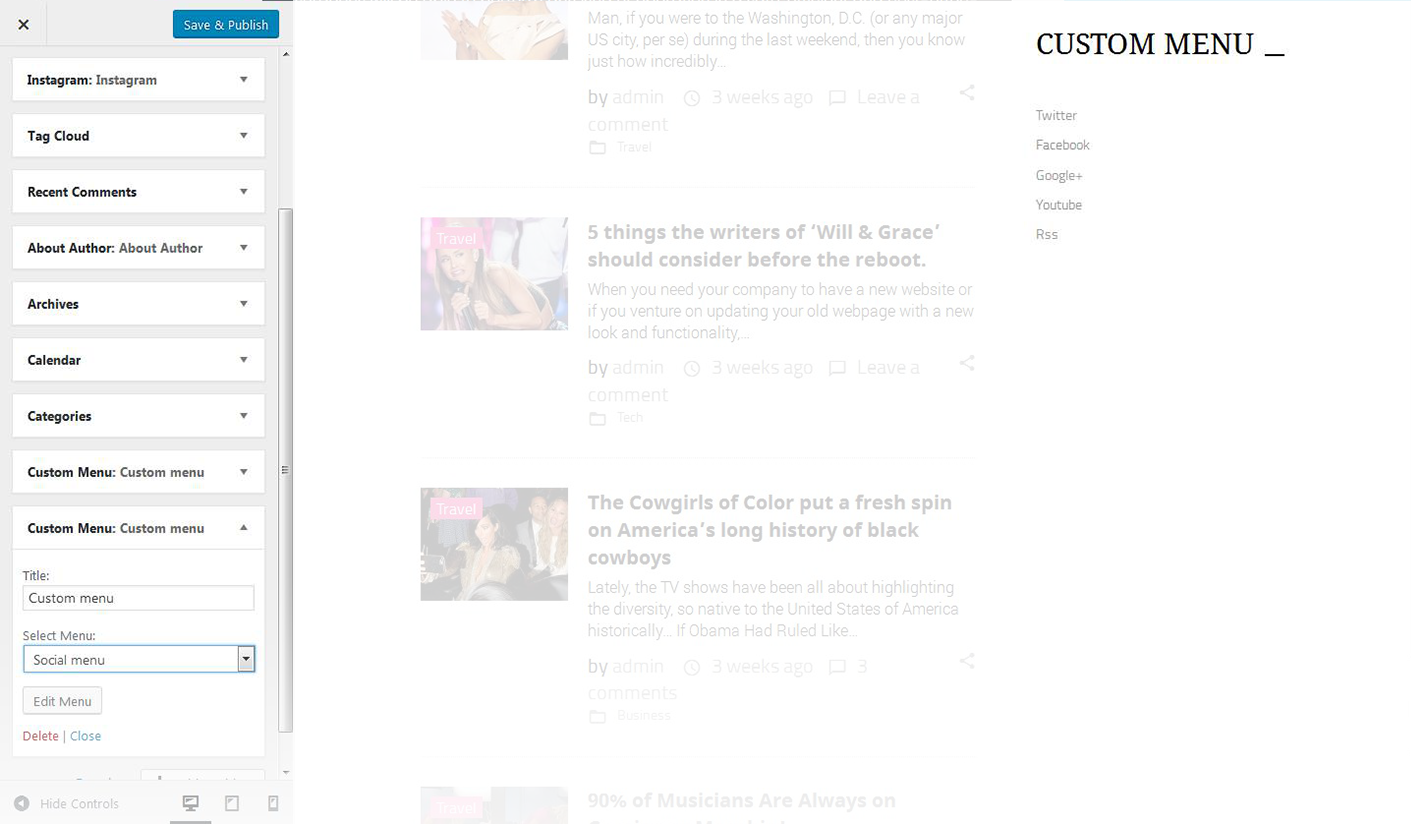 Save & Publish
Instagram: Instagram
Tag Cloud
Recent Comments
About Author: About Author
Archives
Calendar
Categories
Custom Menu: Custom menu
Custom Menu: Custom menu
Title:
Custom menu
Select Menu:
Social menu
Edit Menu
Delete | Close
Hide Controls
Man, if you were to the Washington, D.C. (or any major
US city, per se) during the last weekend, then you know
just how incredibly...
by admin 3 weeks ago Leave a
comment
Travel
Travel
5 things the writers of ‘Will & Grace’
should consider before the reboot.
When you need your company to have a new website or
if you venture on updating your old webpage with a new
look and functionality,...
by admin 3 weeks ago Leave a
comment
Tech
Travel
The Cowgirls of Color put a fresh spin
on America’s long history of black
cowboys
Lately, the TV shows have been all about highlighting
the diversity, so native to the United States of America
historically... If Obama Had Ruled Like...
by admin 3 weeks ago 3
comments
Business
Travel
90% of Musicians Are Always on
CUSTOM MENU _
Twitter
Facebook
Google+
Youtube
Rss